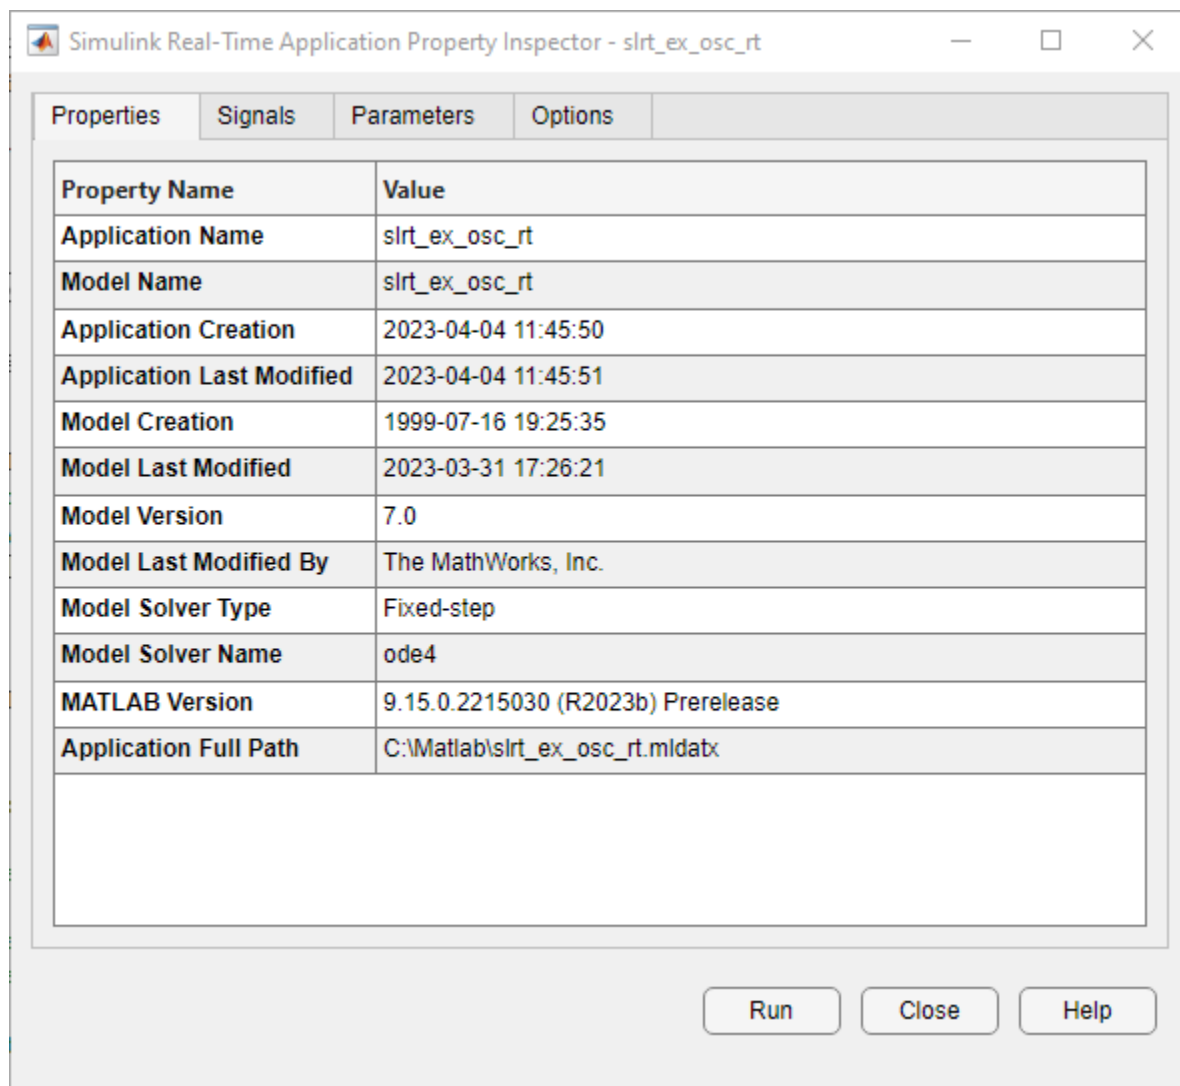 Simulink Real-Time Application Property Inspector - slrt_ex_osc_rt
Properties Signals Parameters Options
Property Name Value
Application Name slrt_ex_osc_rt
Model Name slrt_ex_osc_rt
Application Creation 2023-04-04 11:45:50
Application Last Modified 2023-04-04 11:45:51
Model Creation 1999-07-16 19:25:35
Model Last Modified 2023-03-31 17:26:21
Model Version 7.0
Model Last Modified By The MathWorks, Inc.
Model Solver Type Fixed-step
Model Solver Name ode4
MATLAB Version 9.15.0.2215030 (R2023b) Prerelease
Application Full Path C:\Matlab\slrt_ex_osc_rt.mldatx
Run Close Help